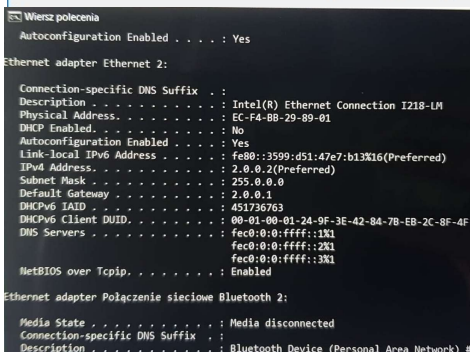 Wiersz polecenia
Autoconfiguration Enabled . . . . : Yes
Ethernet adapter Ethernet 2:
Connection-specific DNS Suffix . :
Description . . . . . . . . . . . : Intel(R) Ethernet Connection I218-LM
Physical Address. . . . . . . . . : EC-F4-BB-29-89-01
DHCP Enabled. . . . . . . . . . . : No
Autoconfiguration Enabled . . . . : Yes
Link-local IPv6 Address . . . . . : fe80::3599:d51:47e7:b13%16(Preferred)
IPv4 Address. . . . . . . . . . . : 2.0.0.2(Preferred)
Subnet Mask . . . . . . . . . . . : 255.0.0.0
Default Gateway . . . . . . . . . : 2.0.0.1
DHCPv6 IAID . . . . . . . . . . . : 451736763
DHCPv6 Client DUID. . . . . . . . : 00-01-00-01-24-9F-3E-42-84-7B-EB-2C-8F-4F
DNS Servers . . . . . . . . . . . : fec0:0:0:ffff::1%1
fec0:0:0:ffff::2%1
fec0:0:0:ffff::3%1
NetBIOS over Tcpip. . . . . . . . : Enabled
Ethernet adapter Połączenie sieciowe Bluetooth 2:
Media State . . . . . . . . . . . : Media disconnected
Connection-specific DNS Suffix . :
Description . . . . . . . . . . . : Bluetooth Device (Personal Area Network) #